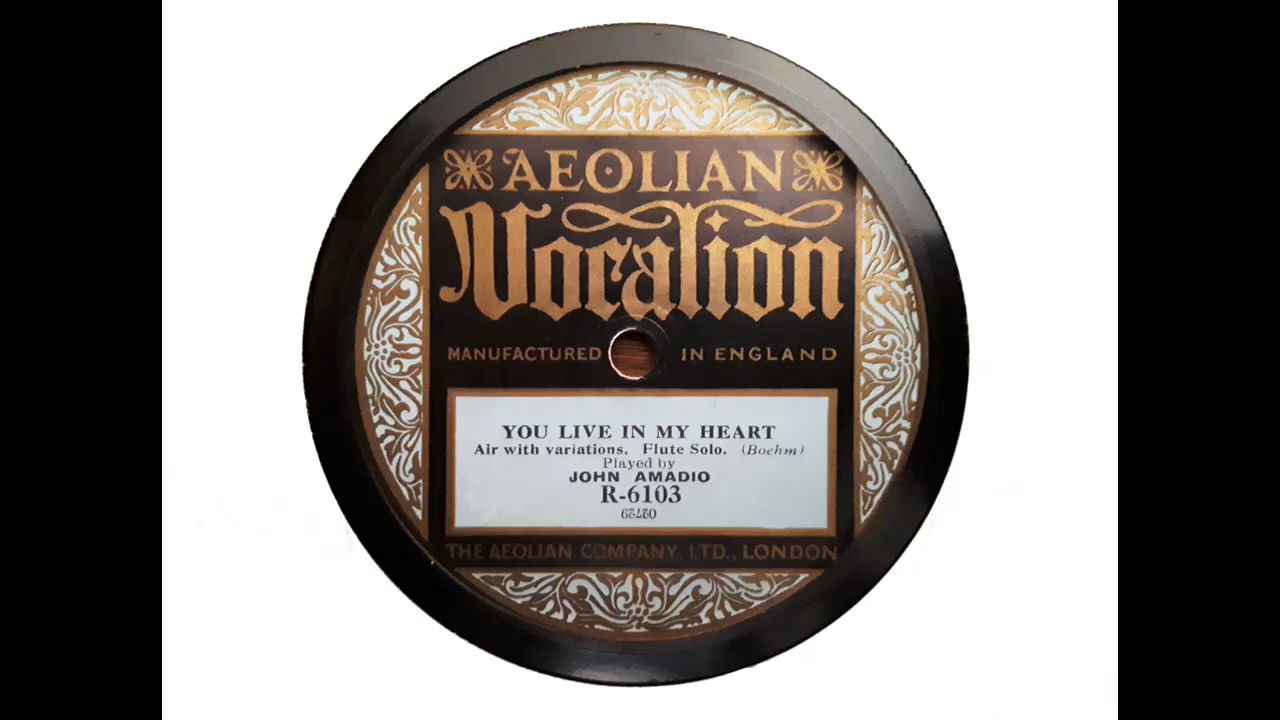 AEOLIAN
Vocalion
MANUFACTURED IN ENGLAND
YOU LIVE IN MY HEART
Air with variations. Flute Solo. (Boehm)
Played by
JOHN AMADIO
R-6103
02729
THE AEOLIAN COMPANY, LTD., LONDON